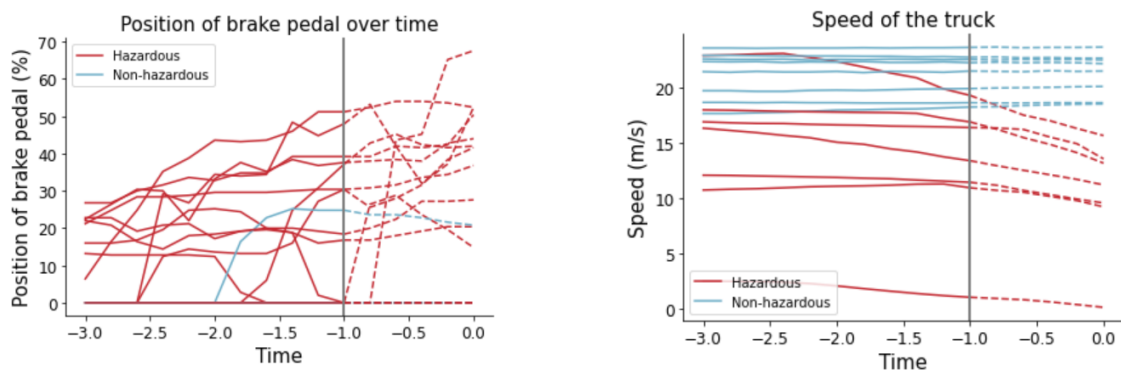 Position of brake pedal over time
Position of brake pedal (%)
70
60
50
40
30
20
10
0
Hazardous
Non-hazardous
−3.0 −2.5 −2.0 −1.5 −1.0 −0.5 0.0
Time
Speed of the truck
Speed (m/s)
20
15
10
5
0
Hazardous
Non-hazardous
−3.0 −2.5 −2.0 −1.5 −1.0 −0.5 0.0
Time